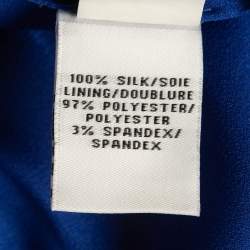 100% SILK/SOIE
LINING/DOUBLURE
97% POLYESTER/
POLYESTER
3% SPANDEX/
SPANDEX